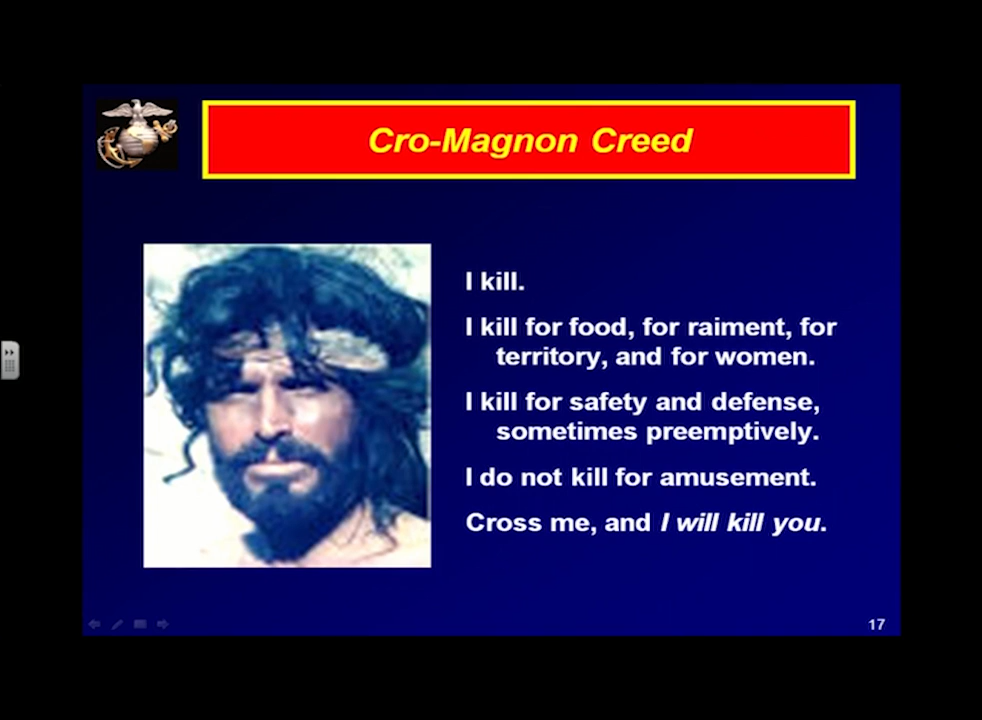 Cro-Magnon Creed
I kill.
I kill for food, for raiment, for
territory, and for women.
I kill for safety and defense,
sometimes preemptively.
I do not kill for amusement.
Cross me, and I will kill you.
17